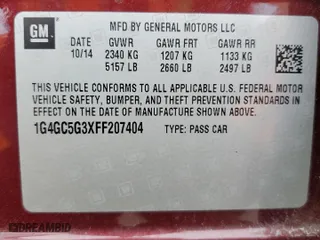 GM
MFD BY GENERAL MOTORS LLC
DATE GVWR GAWR FRT GAWR RR
10/14 2340 KG 1207 KG 1133 KG
5157 LB 2660 LB 2497 LB
THIS VEHICLE CONFORMS TO ALL APPLICABLE U.S. FEDERAL MOTOR
VEHICLE SAFETY, BUMPER, AND THEFT PREVENTION STANDARDS IN
EFFECT ON THE DATE OF MANUFACTURE SHOWN ABOVE.
1G4GC5G3XFF207404 TYPE: PASS CAR
DREAMBID